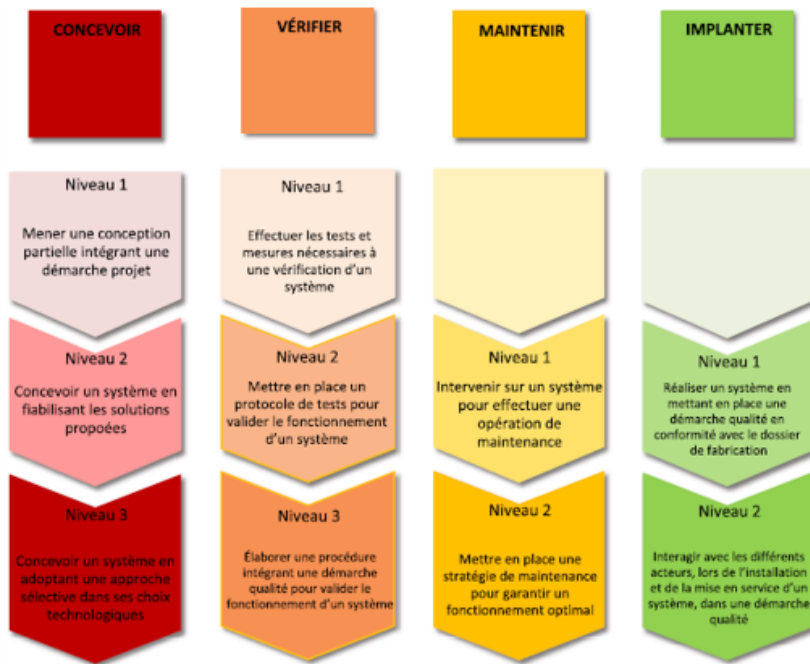 CONCEVOIR
VÉRIFIER
MAINTENIR
IMPLANTER
Niveau 1
Mener une conception
partielle intégrant une
démarche projet
Niveau 1
Effectuer les tests et
mesures nécessaires à
une vérification d'un
système
Niveau 2
Concevoir un système en
fiabilisant les solutions
propoées
Niveau 2
Mettre en place un
protocole de tests pour
valider le fonctionnement
d'un système
Niveau 1
Intervenir sur un système
pour effectuer une
opération de
maintenance
Niveau 1
Réaliser un système en
mettant en place une
démarche qualité en
conformité avec le dossier
de fabrication
Niveau 3
Concevoir un système en
adoptant une approche
sélective dans ses choix
technologiques
Niveau 3
Élaborer une procédure
intégrant une démarche
qualité pour valider le
fonctionnement d'un système
Niveau 2
Mettre en place une
stratégie de maintenance
pour garantir un
fonctionnement optimal
Niveau 2
Interagir avec les différents
acteurs, lors de l'installation
et de la mise en service d'un
système, dans une démarche
qualité